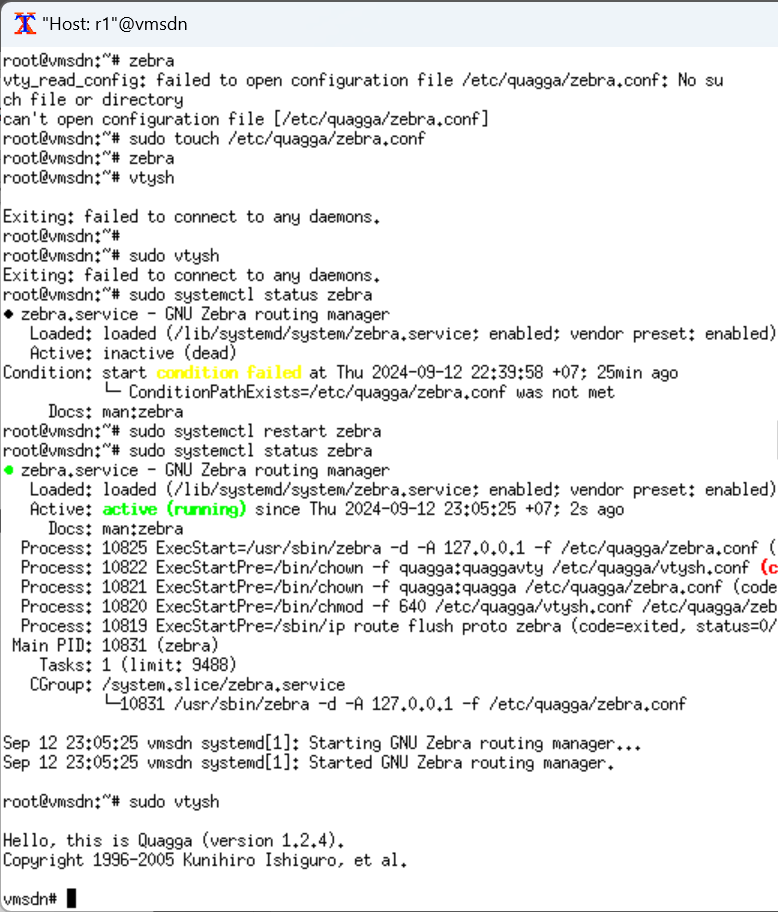 "Host: r1"@vmsdn
root@vmsdn:~# zebra
vty_read_config: failed to open configuration file /etc/quagga/zebra.conf: No su
ch file or directory
can't open configuration file [/etc/quagga/zebra.conf]
root@vmsdn:~# sudo touch /etc/quagga/zebra.conf
root@vmsdn:~# zebra
root@vmsdn:~# vtysh
Exiting: failed to connect to any daemons.
root@vmsdn:~#
root@vmsdn:~# sudo vtysh
Exiting: failed to connect to any daemons.
root@vmsdn:~# sudo systemctl status zebra
◆ zebra.service - GNU Zebra routing manager
Loaded: loaded (/lib/systemd/system/zebra.service; enabled; vendor preset: enabled)
Active: inactive (dead)
Condition: start condition failed at Thu 2024-09-12 22:39:58 +07; 25min ago
└─ ConditionPathExists=/etc/quagga/zebra.conf was not met
Docs: man:zebra
root@vmsdn:~# sudo systemctl restart zebra
root@vmsdn:~# sudo systemctl status zebra
● zebra.service - GNU Zebra routing manager
Loaded: loaded (/lib/systemd/system/zebra.service; enabled; vendor preset: enabled)
Active: active (running) since Thu 2024-09-12 23:05:25 +07; 2s ago
Docs: man:zebra
Process: 10825 ExecStart=/usr/sbin/zebra -d -A 127.0.0.1 -f /etc/quagga/zebra.conf (
Process: 10822 ExecStartPre=/bin/chown -f quagga:quaggavty /etc/quagga/vtysh.conf (c
Process: 10821 ExecStartPre=/bin/chown -f quagga:quagga /etc/quagga/zebra.conf (code
Process: 10820 ExecStartPre=/bin/chmod -f 640 /etc/quagga/vtysh.conf /etc/quagga/zeb
Process: 10819 ExecStartPre=/sbin/ip route flush proto zebra (code=exited, status=0/
Main PID: 10831 (zebra)
Tasks: 1 (limit: 9488)
CGroup: /system.slice/zebra.service
└─10831 /usr/sbin/zebra -d -A 127.0.0.1 -f /etc/quagga/zebra.conf
Sep 12 23:05:25 vmsdn systemd[1]: Starting GNU Zebra routing manager...
Sep 12 23:05:25 vmsdn systemd[1]: Started GNU Zebra routing manager.
root@vmsdn:~# sudo vtysh
Hello, this is Quagga (version 1.2.4).
Copyright 1996-2005 Kunihiro Ishiguro, et al.
vmsdn#